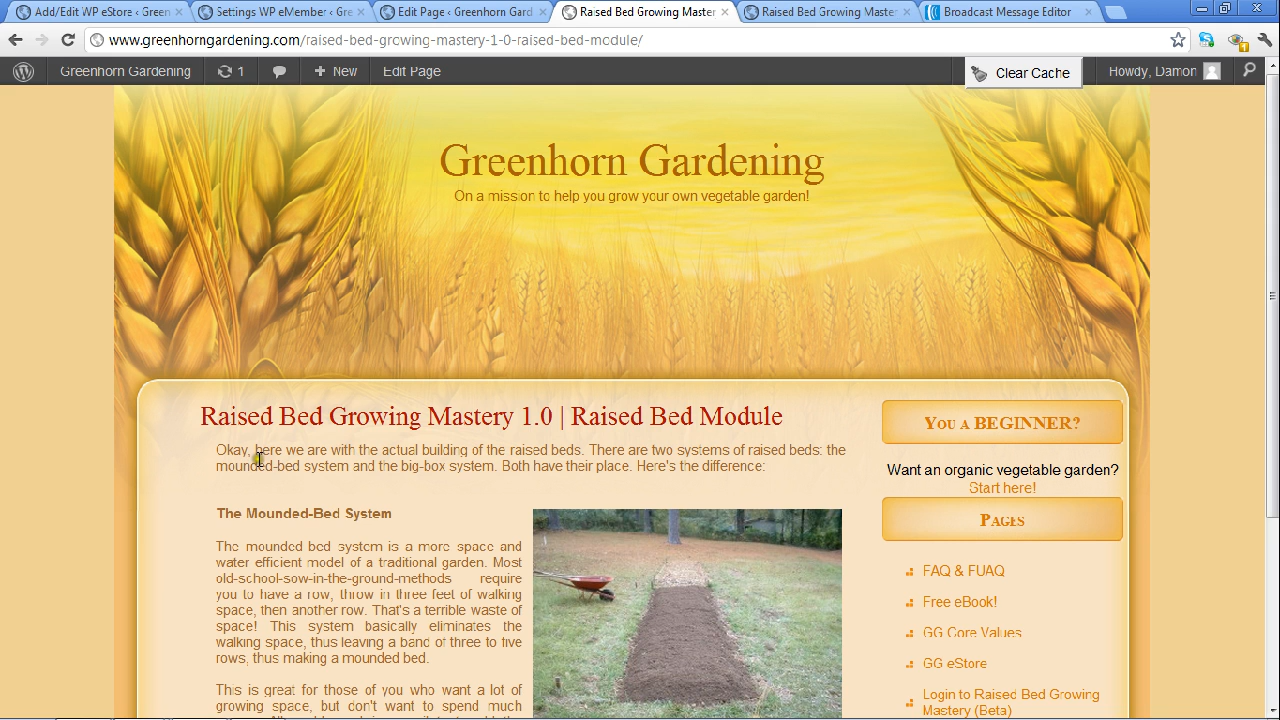 Add/Edit WP eStore ‹ Green
Settings WP eMember ‹ Gre
Edit Page ‹ Greenhorn Gard
Raised Bed Growing Master
Raised Bed Growing Master
Broadcast Message Editor
www.greenhorngardening.com/raised-bed-growing-mastery-1-0-raised-bed-module/
Greenhorn Gardening
1
+ New
Edit Page
Clear Cache
Howdy, Damon
Greenhorn Gardening
On a mission to help you grow your own vegetable garden!
Raised Bed Growing Mastery 1.0 | Raised Bed Module
Okay, here we are with the actual building of the raised beds. There are two systems of raised beds: the
mounded-bed system and the big-box system. Both have their place. Here's the difference:
The Mounded-Bed System
The mounded bed system is a more space and
water efficient model of a traditional garden. Most
old-school-sow-in-the-ground-methods require
you to have a row, throw in three feet of walking
space, then another row. That's a terrible waste of
space! This system basically eliminates the
walking space, thus leaving a band of three to five
rows, thus making a mounded bed.
This is great for those of you who want a lot of
growing space, but don't want to spend much
You a BEGINNER?
Want an organic vegetable garden?
Start here!
Pages
FAQ & FUAQ
Free eBook!
GG Core Values
GG eStore
Login to Raised Bed Growing
Mastery (Beta)